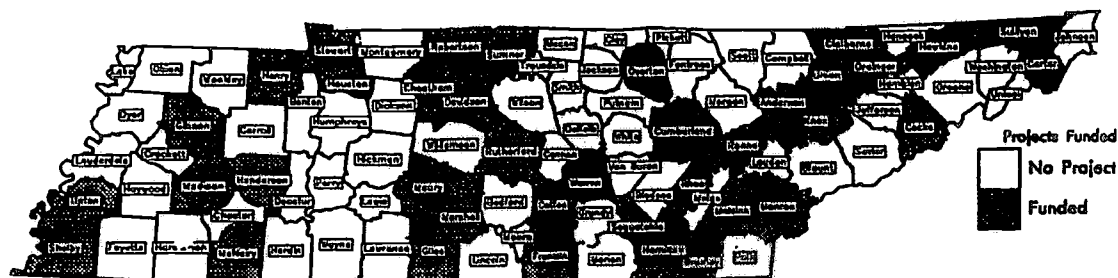 Stewart
Montgomery
Robertson
Sumner
Macon
Clay
Pickett
Claiborne
Hancock
Hawkins
Sullivan
Johnson
Lake
Obion
Weakley
Henry
Houston
Cheatham
Trousdale
Smith
Jackson
Overton
Fentress
Scott
Campbell
Union
Grainger
Hamblen
Greene
Washington
Unicoi
Carter
Dyer
Gibson
Carroll
Benton
Humphreys
Dickson
Davidson
Wilson
DeKalb
Putnam
White
Cumberland
Morgan
Anderson
Knox
Jefferson
Cocke
Sevier
Lauderdale
Crockett
Madison
Henderson
Perry
Hickman
Williamson
Rutherford
Cannon
Warren
Van Buren
Roane
Loudon
Blount
Projects Funded
No Project
Funded
Tipton
Haywood
Chester
Decatur
Lewis
Maury
Marshall
Bedford
Coffee
Grundy
Sequatchie
Rhea
Meigs
McMinn
Monroe
Shelby
Fayette
McNairy
Hardin
Wayne
Lawrence
Giles
Lincoln
Moore
Franklin
Marion
Hamilton
Bradley
Polk